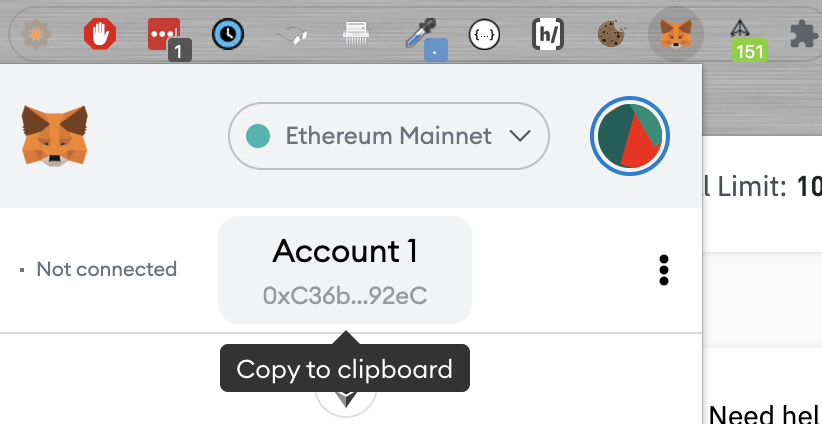 1
{...}
h/
151
Ethereum Mainnet
l Limit: 10
Not connected
Account 1
0xC36b...92eC
Copy to clipboard
Need hel